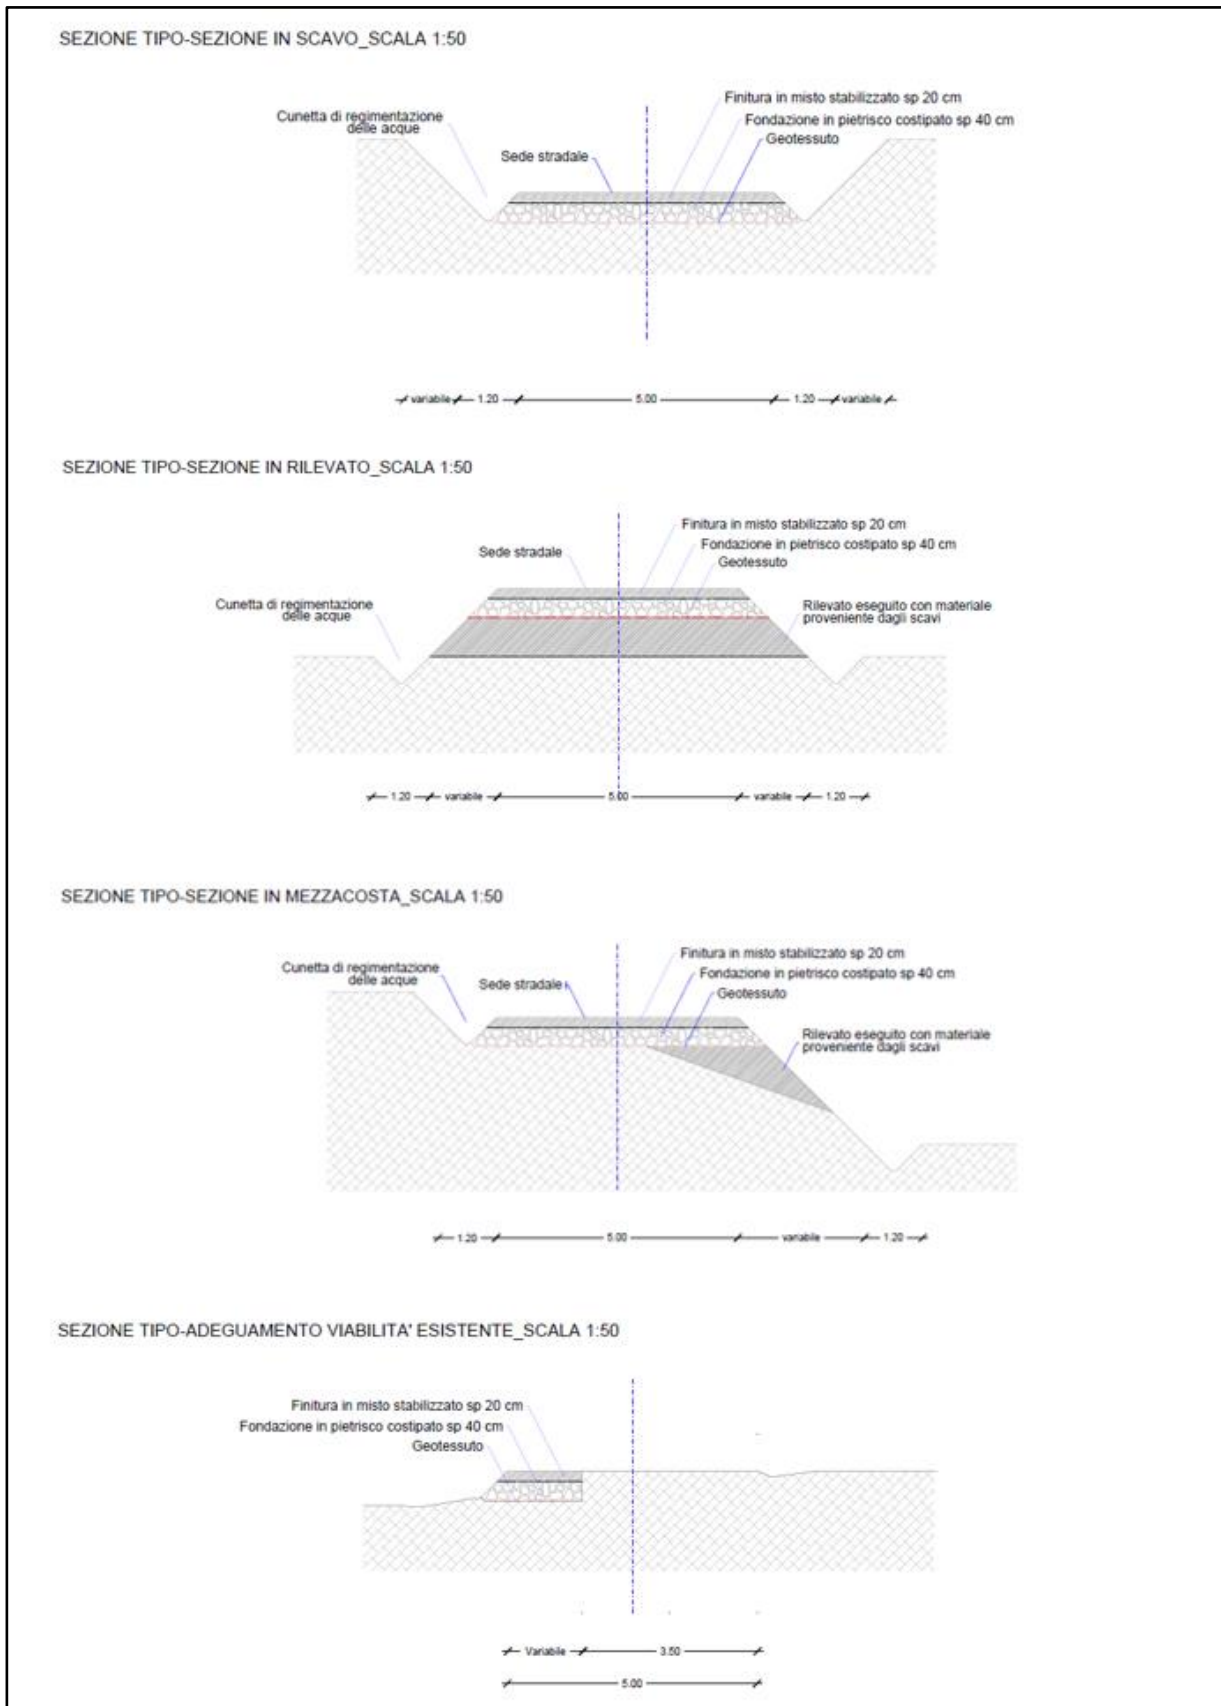 SEZIONE TIPO-SEZIONE IN SCAVO_SCALA 1:50
Finitura in misto stabilizzato sp 20 cm
Cunetta di regimentazione
delle acque
Fondazione in pietrisco costipato sp 40 cm
Geotessuto
Sede stradale
variabile 1.20 5.00 1.20 variabile
SEZIONE TIPO-SEZIONE IN RILEVATO_SCALA 1:50
Finitura in misto stabilizzato sp 20 cm
Fondazione in pietrisco costipato sp 40 cm
Sede stradale
Geotessuto
Cunetta di regimentazione
delle acque
Rilevato eseguito con materiale
proveniente dagli scavi
1.20 variabile 5.00 variabile 1.20
SEZIONE TIPO-SEZIONE IN MEZZACOSTA_SCALA 1:50
Finitura in misto stabilizzato sp 20 cm
Cunetta di regimentazione
delle acque
Fondazione in pietrisco costipato sp 40 cm
Sede stradale
Geotessuto
Rilevato eseguito con materiale
proveniente dagli scavi
1.20 5.00 variabile 1.20
SEZIONE TIPO-ADEGUAMENTO VIABILITA' ESISTENTE_SCALA 1:50
Finitura in misto stabilizzato sp 20 cm
Fondazione in pietrisco costipato sp 40 cm
Geotessuto
Variabile 3.50
5.00